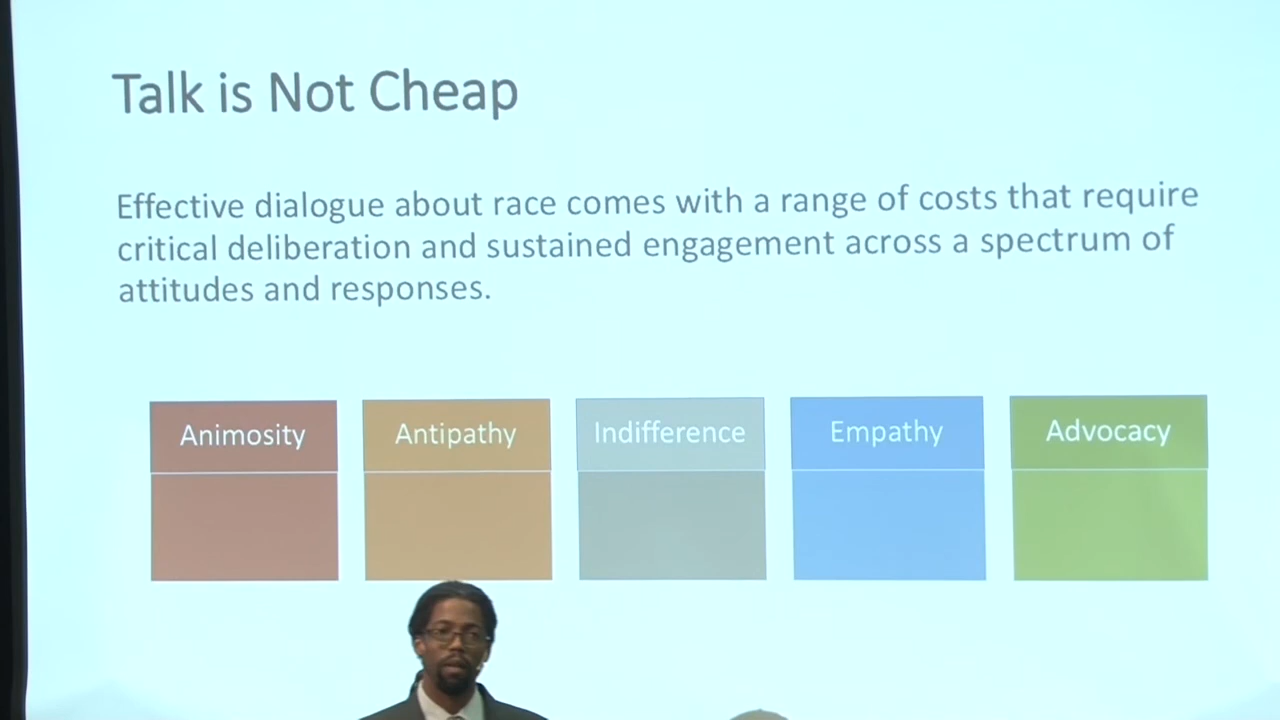 Talk is Not Cheap
Effective dialogue about race comes with a range of costs that require
critical deliberation and sustained engagement across a spectrum of
attitudes and responses.
Animosity
Antipathy
Indifference
Empathy
Advocacy